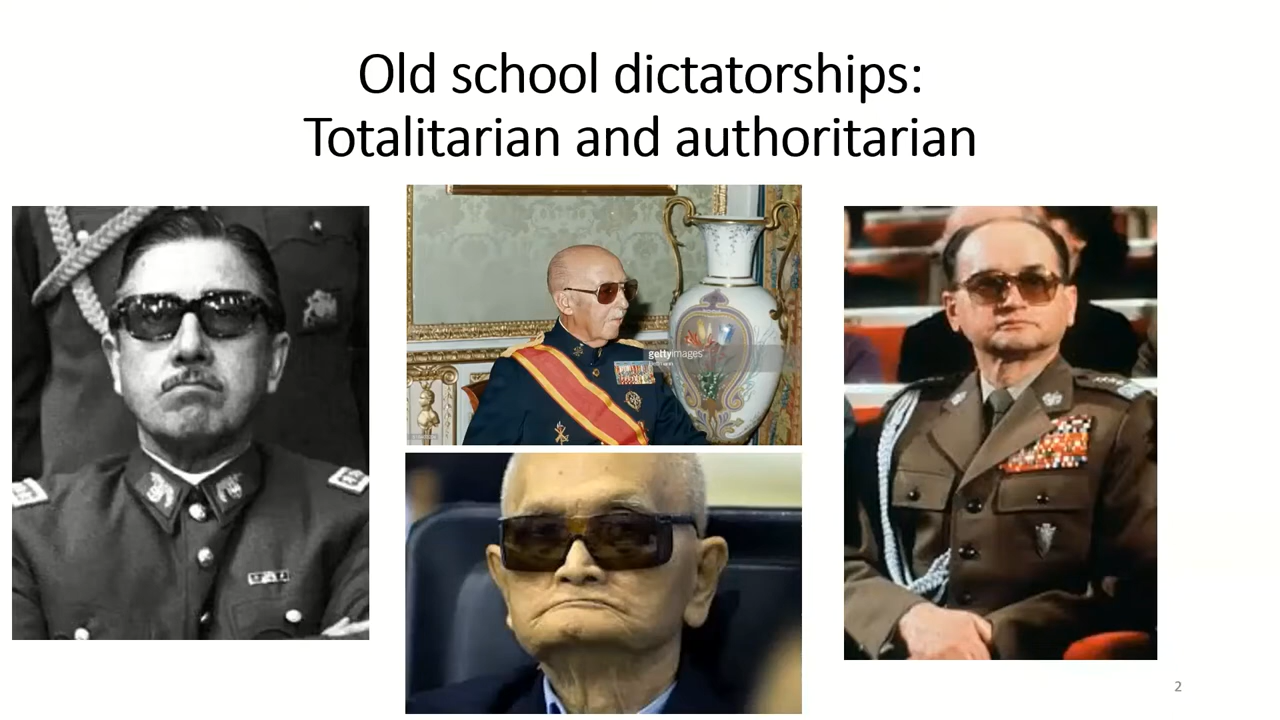 Old school dictatorships:
Totalitarian and authoritarian
gettyimages
2